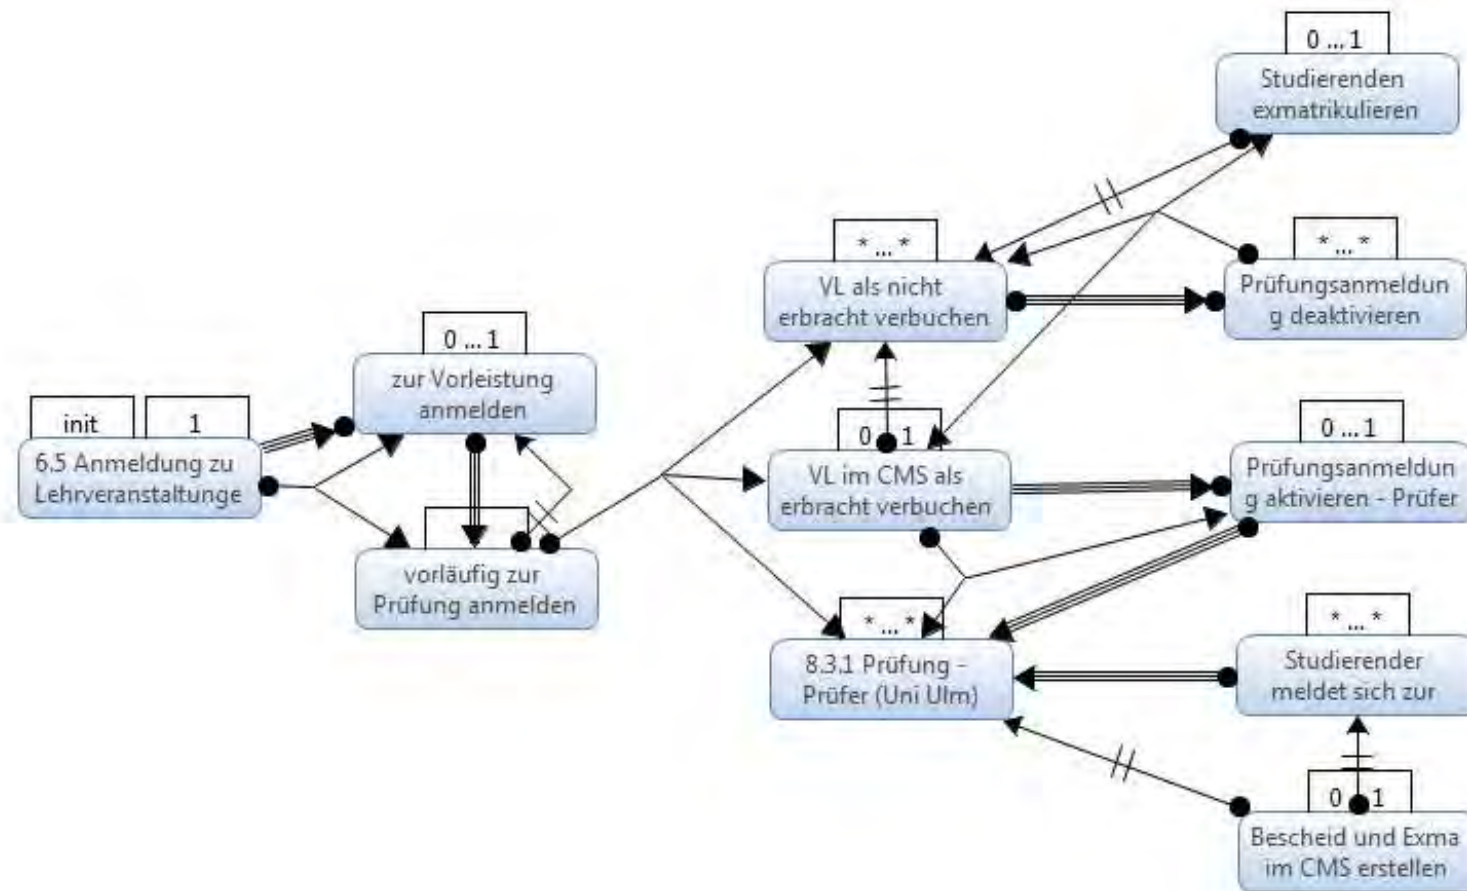 0 ... 1
Studierenden
exmatrikulieren
* ... *
VL als nicht
erbracht verbuchen
* ... *
Prüfungsanmeldun
g deaktivieren
0 ... 1
zur Vorleistung
anmelden
init
1
6.5 Anmeldung zu
Lehrveranstaltunge
0 1
VL im CMS als
erbracht verbuchen
0 ... 1
Prüfungsanmeldun
g aktivieren - Prüfer
vorläufig zur
Prüfung anmelden
* ... *
8.3.1 Prüfung -
Prüfer (Uni Ulm)
* ... *
Studierender
meldet sich zur
0 1
Bescheid und Exma
im CMS erstellen